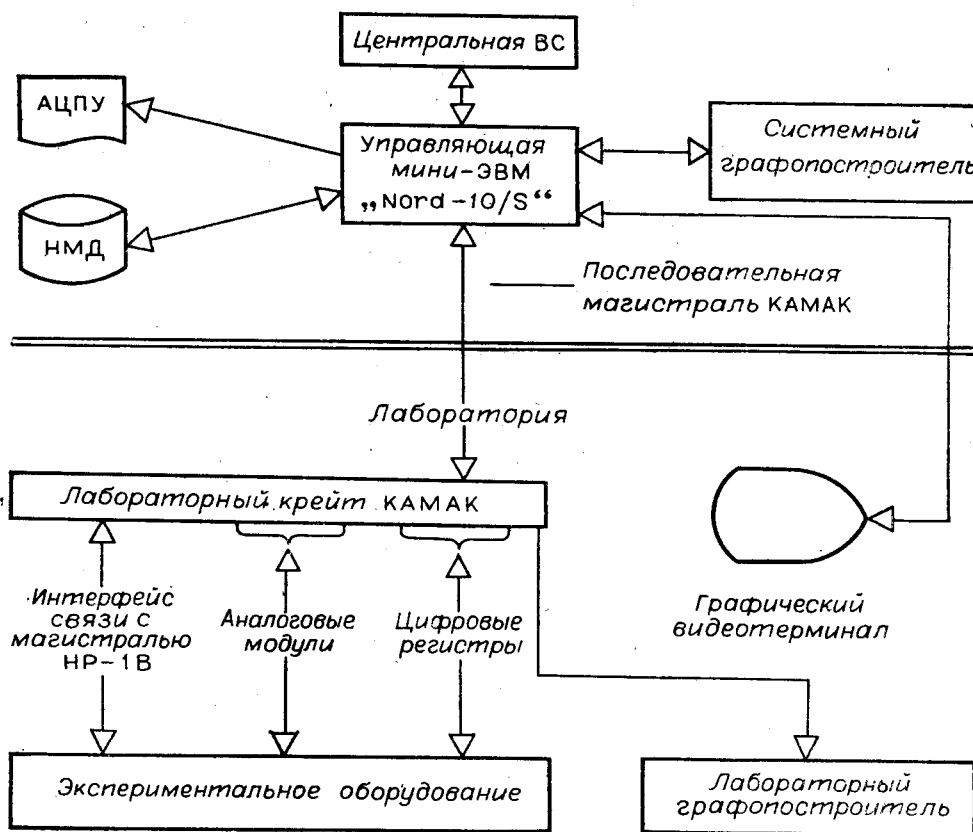 Центральная ВС
АЦПУ
Управляющая
мини-ЭВМ
„Nord-10/S“
Системный
графопостроитель
НМД
Последовательная
магистраль КАМАК
Лаборатория
Лабораторный крейт КАМАК
Интерфейс
связи с
магистралью
HP-1B
Аналоговые
модули
Цифровые
регистры
Графический
видеотерминал
Экспериментальное оборудование
Лабораторный
графопостроитель